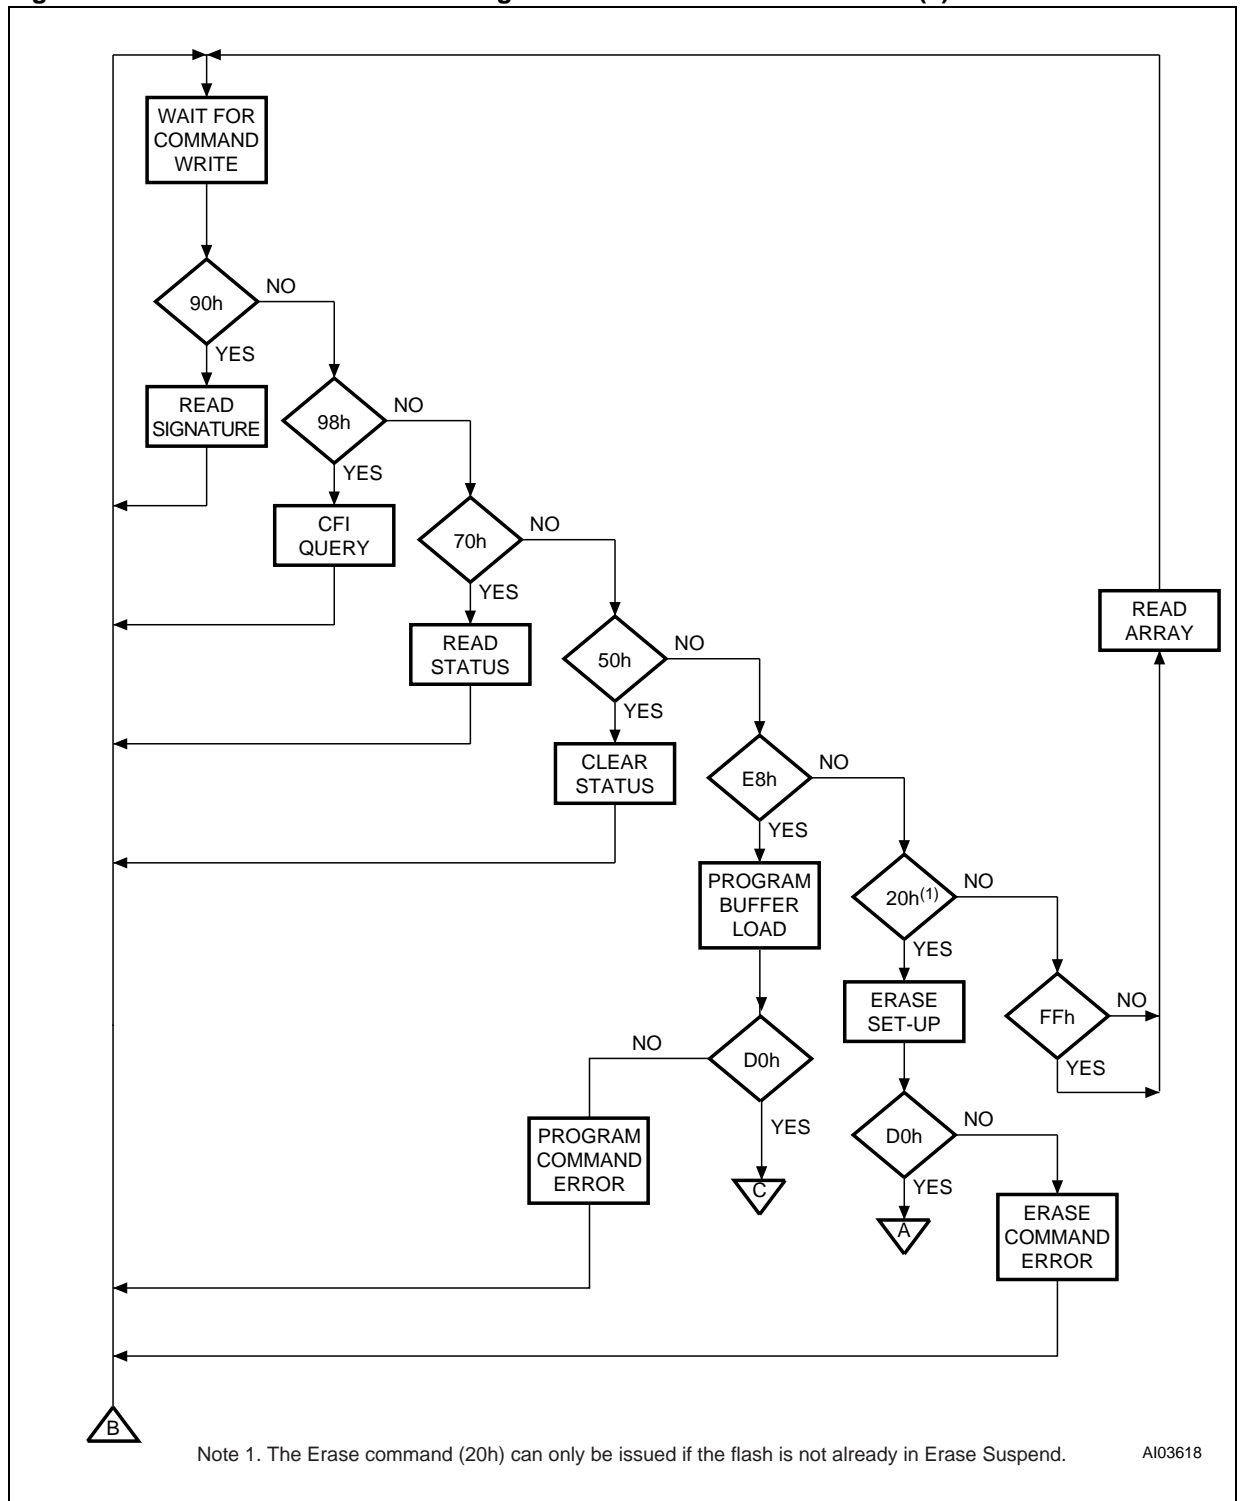 WAIT FOR
COMMAND
WRITE
90h
NO
YES
READ
SIGNATURE
98h
NO
YES
CFI
QUERY
70h
NO
YES
READ
STATUS
READ
ARRAY
50h
NO
YES
CLEAR
STATUS
E8h
NO
YES
PROGRAM
BUFFER
LOAD
20h(1)
NO
YES
ERASE
SET-UP
FFh
NO
YES
NO
D0h
YES
PROGRAM
COMMAND
ERROR
C
D0h
NO
YES
A
ERASE
COMMAND
ERROR
B
Note 1. The Erase command (20h) can only be issued if the flash is not already in Erase Suspend.
AI03618